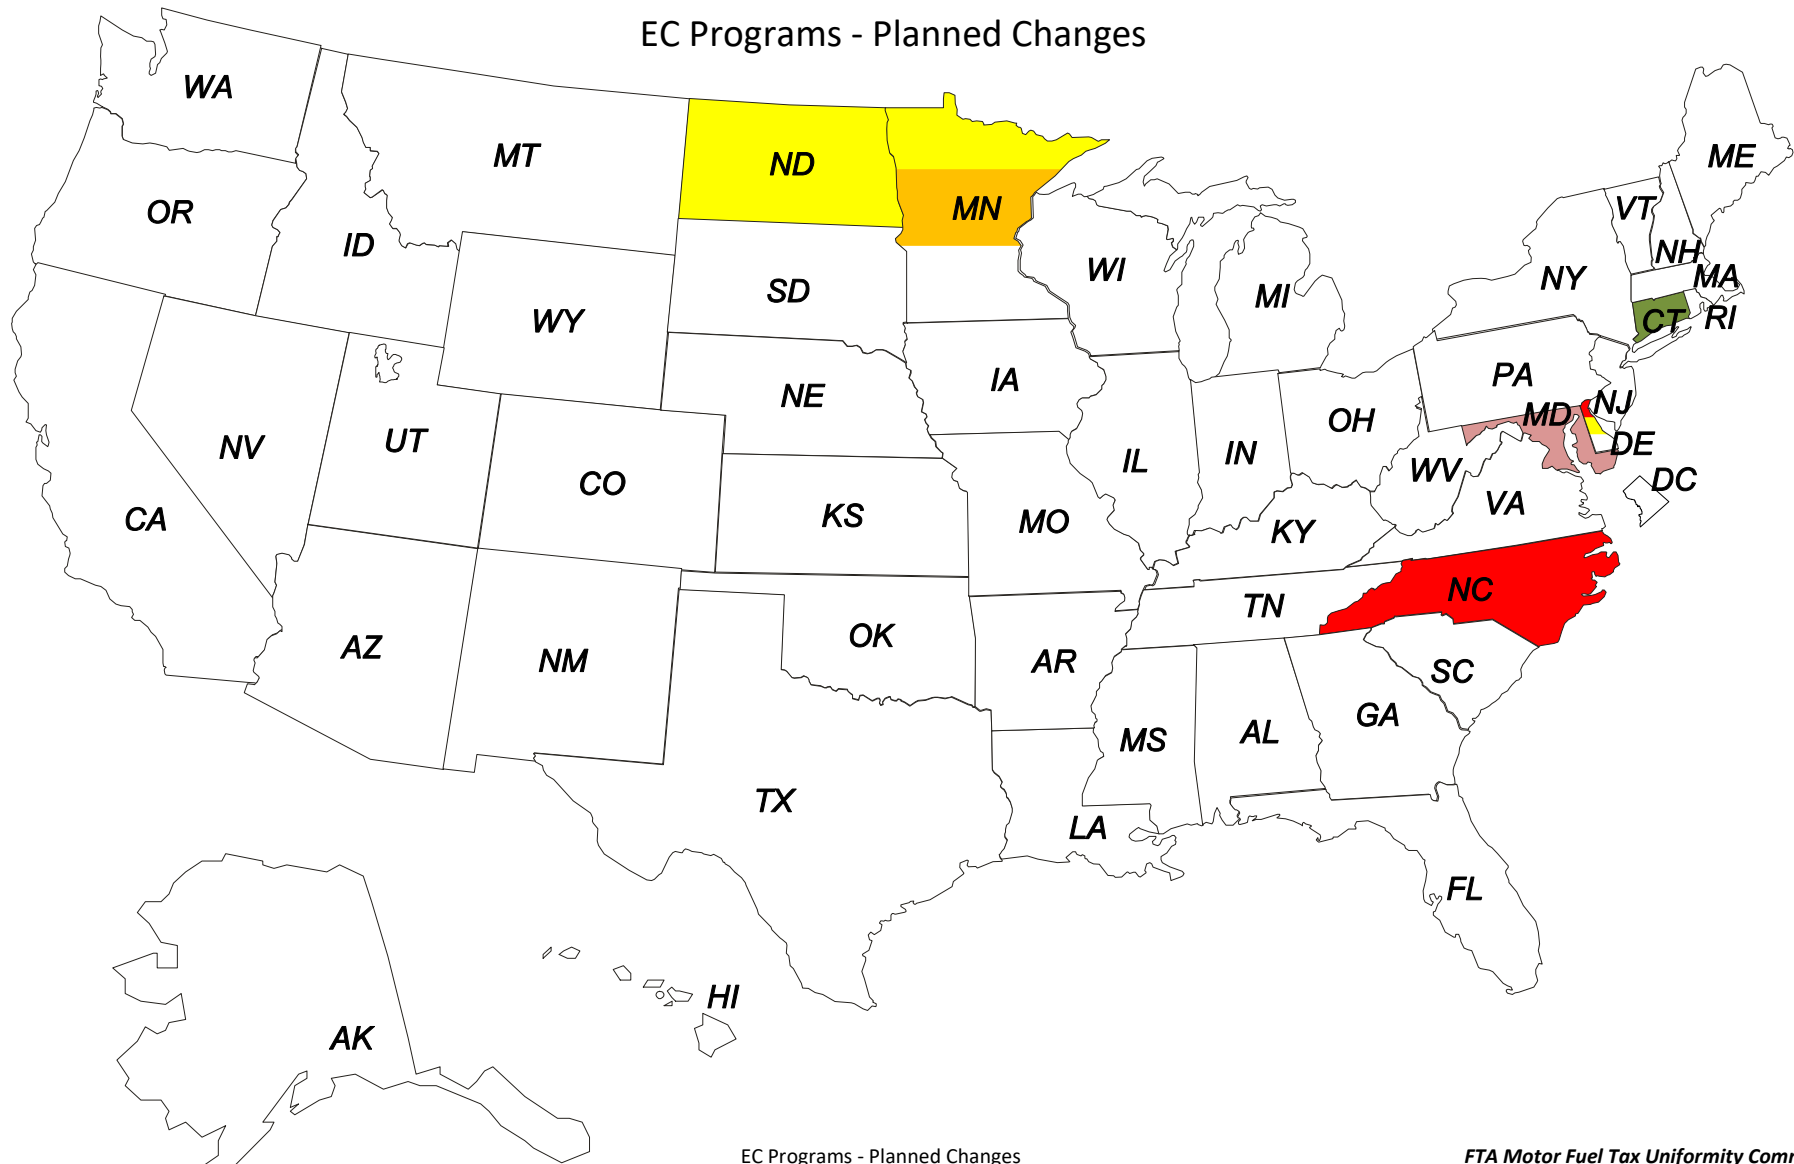 EC Programs - Planned Changes
WA
MT
ND
MN
ME
OR
ID
VT
NH
WI
MI
NY
MA
SD
WY
CT
RI
IA
NE
PA
NJ
MD
OH
DE
NV
UT
IL
IN
WV
DC
CO
CA
KS
MO
KY
VA
NC
TN
AZ
NM
OK
AR
SC
GA
MS
AL
TX
LA
FL
HI
AK
EC Programs - Planned Changes
FTA Motor Fuel Tax Uniformity Comm